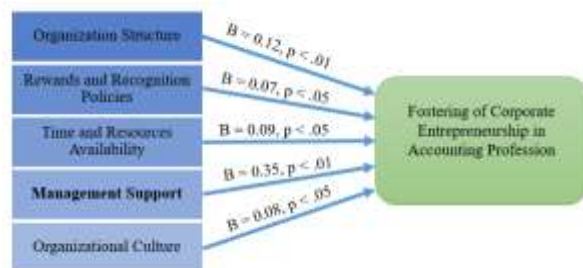 Organization Structure
Rewards and Recognition
Policies
Time and Resources
Availability
Management Support
Organizational Culture
B = 0.12, p < .01
B = 0.07, p < .05
B = 0.09, p < .05
B = 0.35, p < .01
B = 0.08, p < .05
Fostering of Corporate
Entrepreneurship in
Accounting Profession